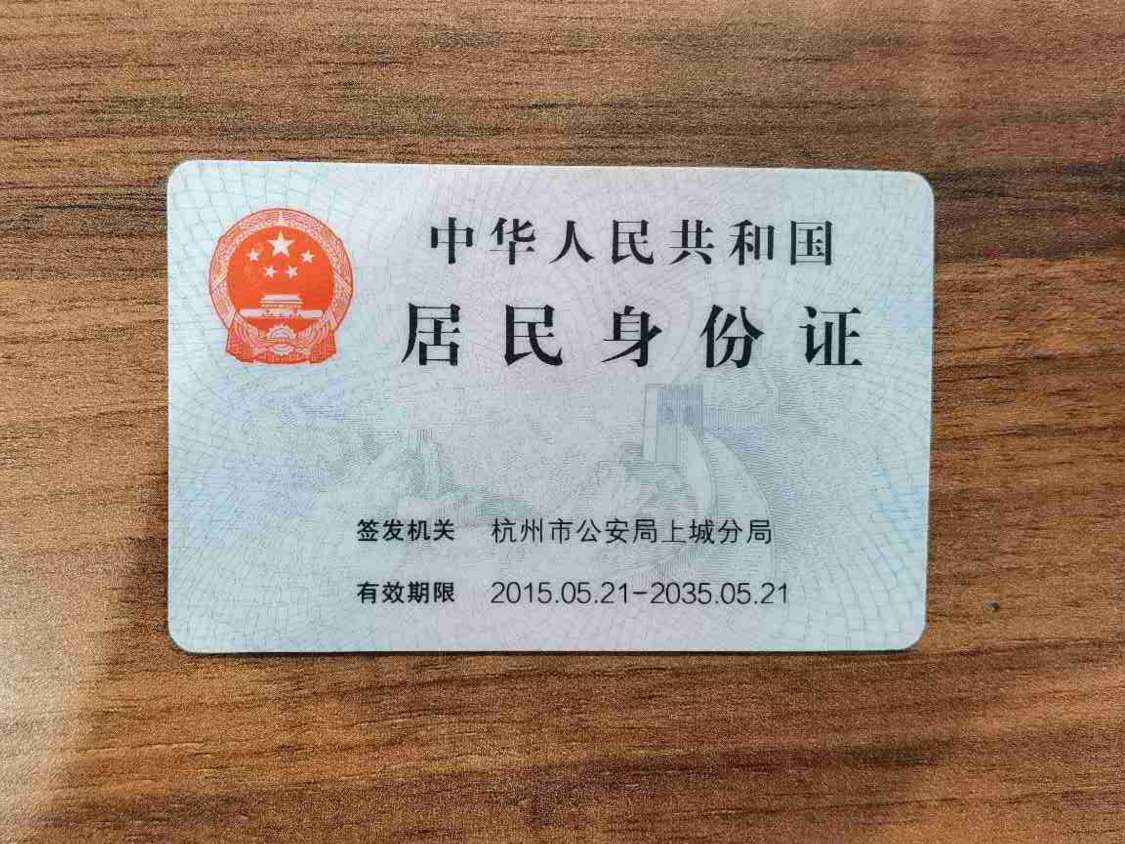 中华人民共和国
居民身份证
签发机关 杭州市公安局上城分局
有效期限 2015.05.21-2035.05.21